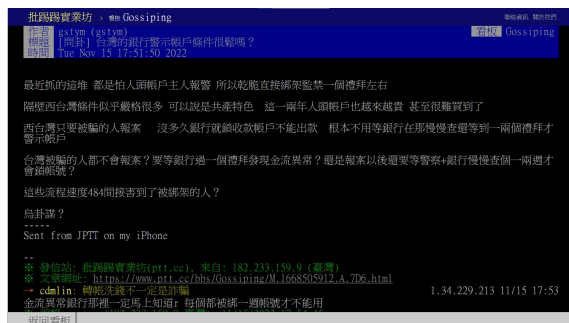 批踢踢實業坊 › 看板 Gossiping 聯絡資訊 關於我們
作者 gstym (gstym) 看板 Gossiping
標題 [問卦] 台灣的銀行警示帳戶條件很鬆嗎？
時間 Tue Nov 15 17:51:50 2022
最近抓的這堆 都是怕人頭帳戶主人報警 所以乾脆直接綁架監禁一個禮拜左右
隔壁西台灣條件似乎嚴格很多 可以說是共產特色 這一兩年人頭帳戶也越來越貴 甚至很難買到了
西台灣只要被騙的人報案 沒多久銀行就鎖收款帳戶不能出款 根本不用等銀行在那慢慢查還等到一兩個禮拜才
警示帳戶
台灣被騙的人都不會報案？要等銀行過一個禮拜發現金流異常？還是報案以後還要等警察+銀行慢慢查個一兩週才
會鎖帳號？
這些流程速度484間接害到了被綁架的人？
烏卦謀？
-----
Sent from JPTT on my iPhone
--
※ 發信站: 批踢踢實業坊(ptt.cc), 來自: 182.233.159.9 (臺灣)
※ 文章網址: https://www.ptt.cc/bbs/Gossiping/M.1668505912.A.7D6.html
→ cdmlin: 轉帳洗錢不一定是詐騙 1.34.229.213 11/15 17:53
金流異常銀行那裡一定馬上知道r 每個都被綁一週帳號才不能用
返回看板